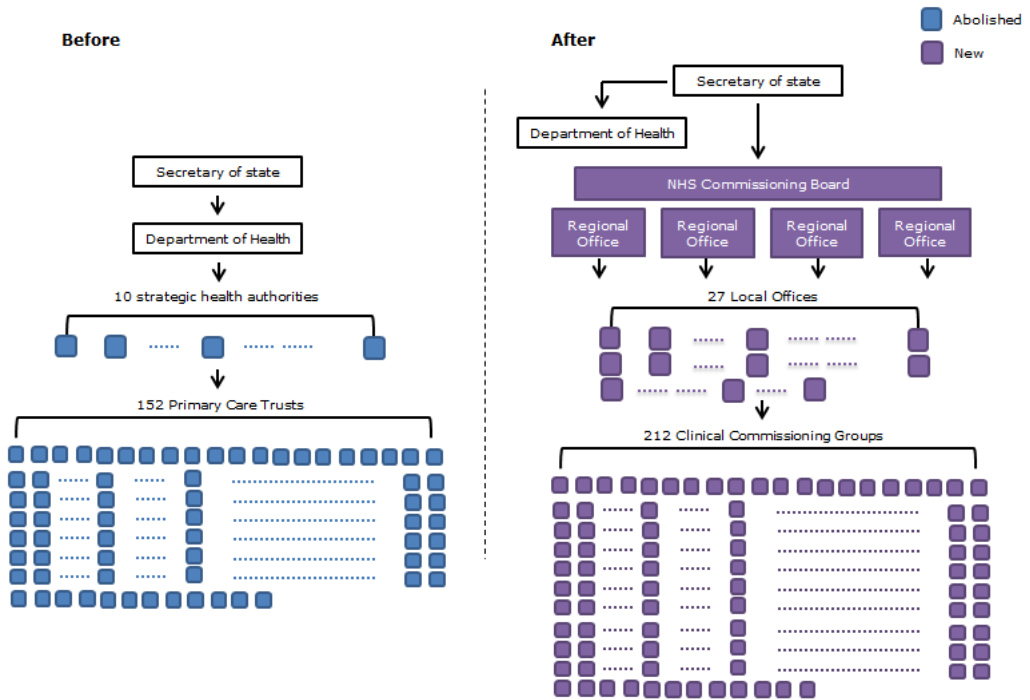 Before
Secretary of state
Department of Health
10 strategic health authorities
152 Primary Care Trusts
After
Abolished
New
Secretary of state
Department of Health
NHS Commissioning Board
Regional
Office
Regional
Office
Regional
Office
Regional
Office
27 Local Offices
212 Clinical Commissioning Groups